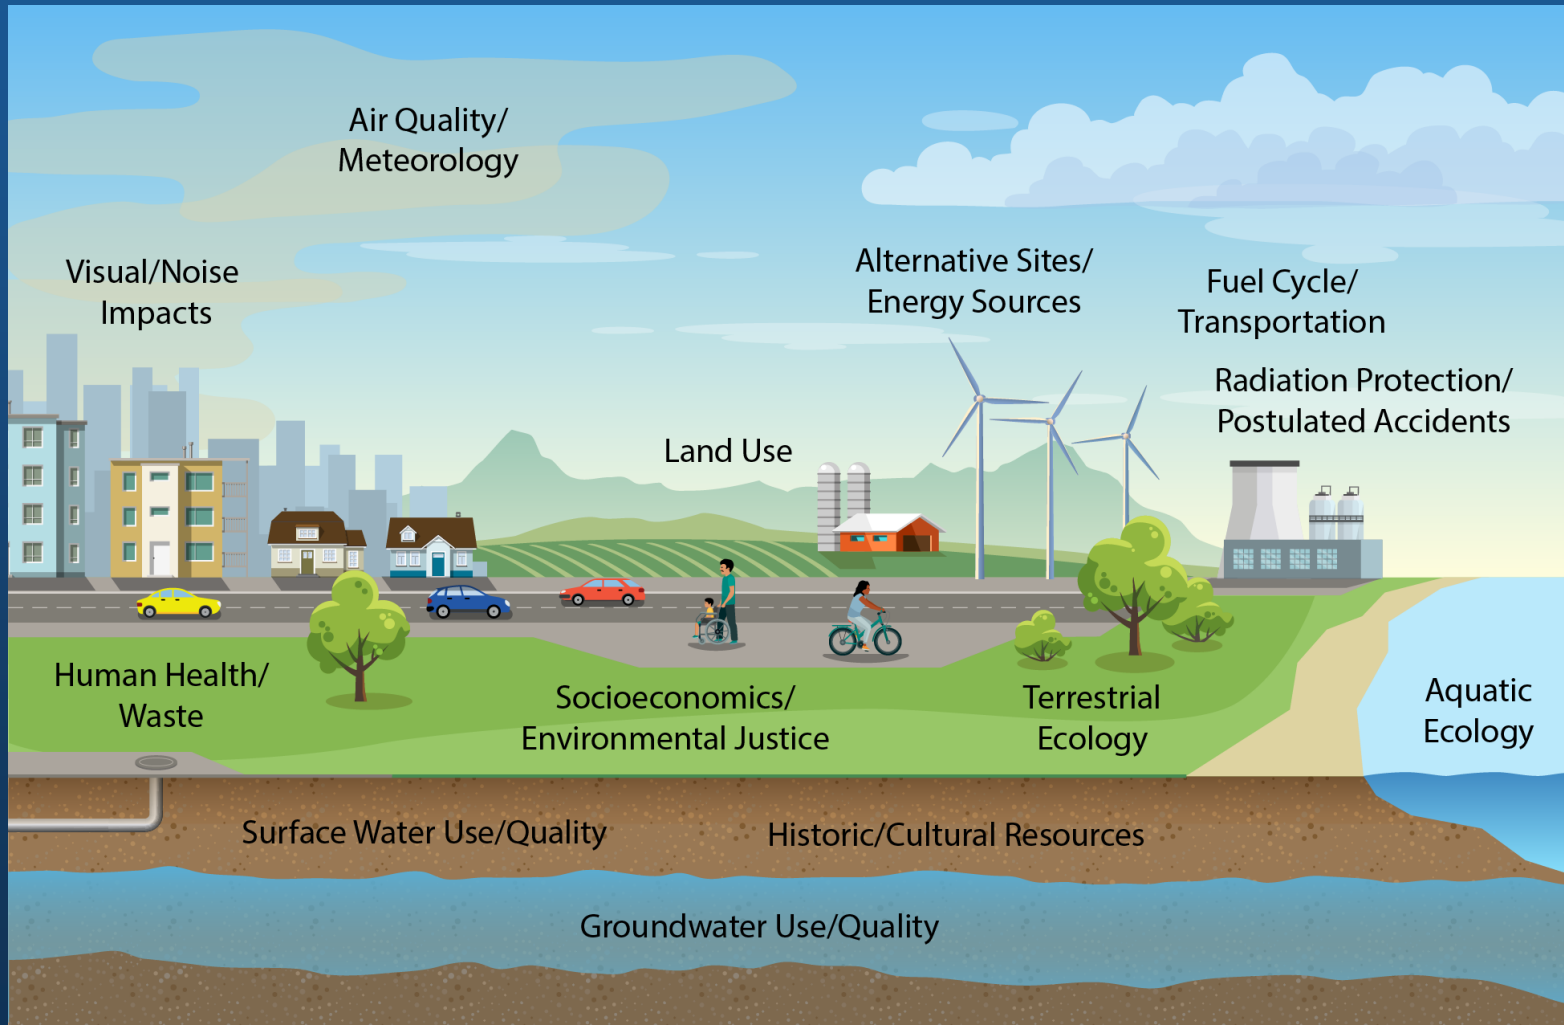 Air Quality/
Meteorology
Visual/Noise
Impacts
Alternative Sites/
Energy Sources
Fuel Cycle/
Transportation
Radiation Protection/
Postulated Accidents
Land Use
Human Health/
Waste
Socioeconomics/
Environmental Justice
Terrestrial
Ecology
Aquatic
Ecology
Surface Water Use/Quality
Historic/Cultural Resources
Groundwater Use/Quality